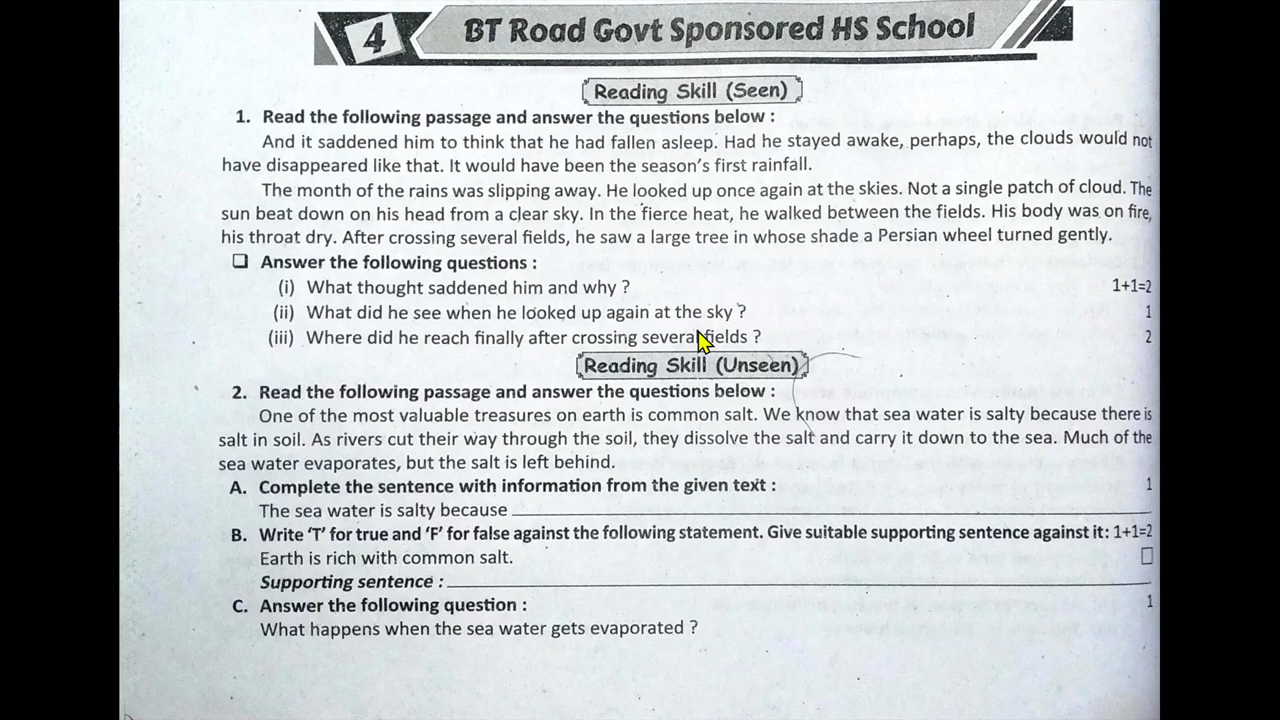 4 BT Road Govt Sponsored HS School
Reading Skill (Seen)
1. Read the following passage and answer the questions below :
And it saddened him to think that he had fallen asleep. Had he stayed awake, perhaps, the clouds would not
have disappeared like that. It would have been the season's first rainfall.
The month of the rains was slipping away. He looked up once again at the skies. Not a single patch of cloud. The
sun beat down on his head from a clear sky. In the fierce heat, he walked between the fields. His body was on fire,
his throat dry. After crossing several fields, he saw a large tree in whose shade a Persian wheel turned gently.
❑ Answer the following questions :
(i) What thought saddened him and why ? 1+1=2
(ii) What did he see when he looked up again at the sky ? 1
(iii) Where did he reach finally after crossing several fields ? 2
Reading Skill (Unseen)
2. Read the following passage and answer the questions below :
One of the most valuable treasures on earth is common salt. We know that sea water is salty because there is
salt in soil. As rivers cut their way through the soil, they dissolve the salt and carry it down to the sea. Much of the
sea water evaporates, but the salt is left behind.
A. Complete the sentence with information from the given text : 1
The sea water is salty because
B. Write 'T' for true and 'F' for false against the following statement. Give suitable supporting sentence against it: 1+1=2
Earth is rich with common salt.
Supporting sentence :
C. Answer the following question : 1
What happens when the sea water gets evaporated ?